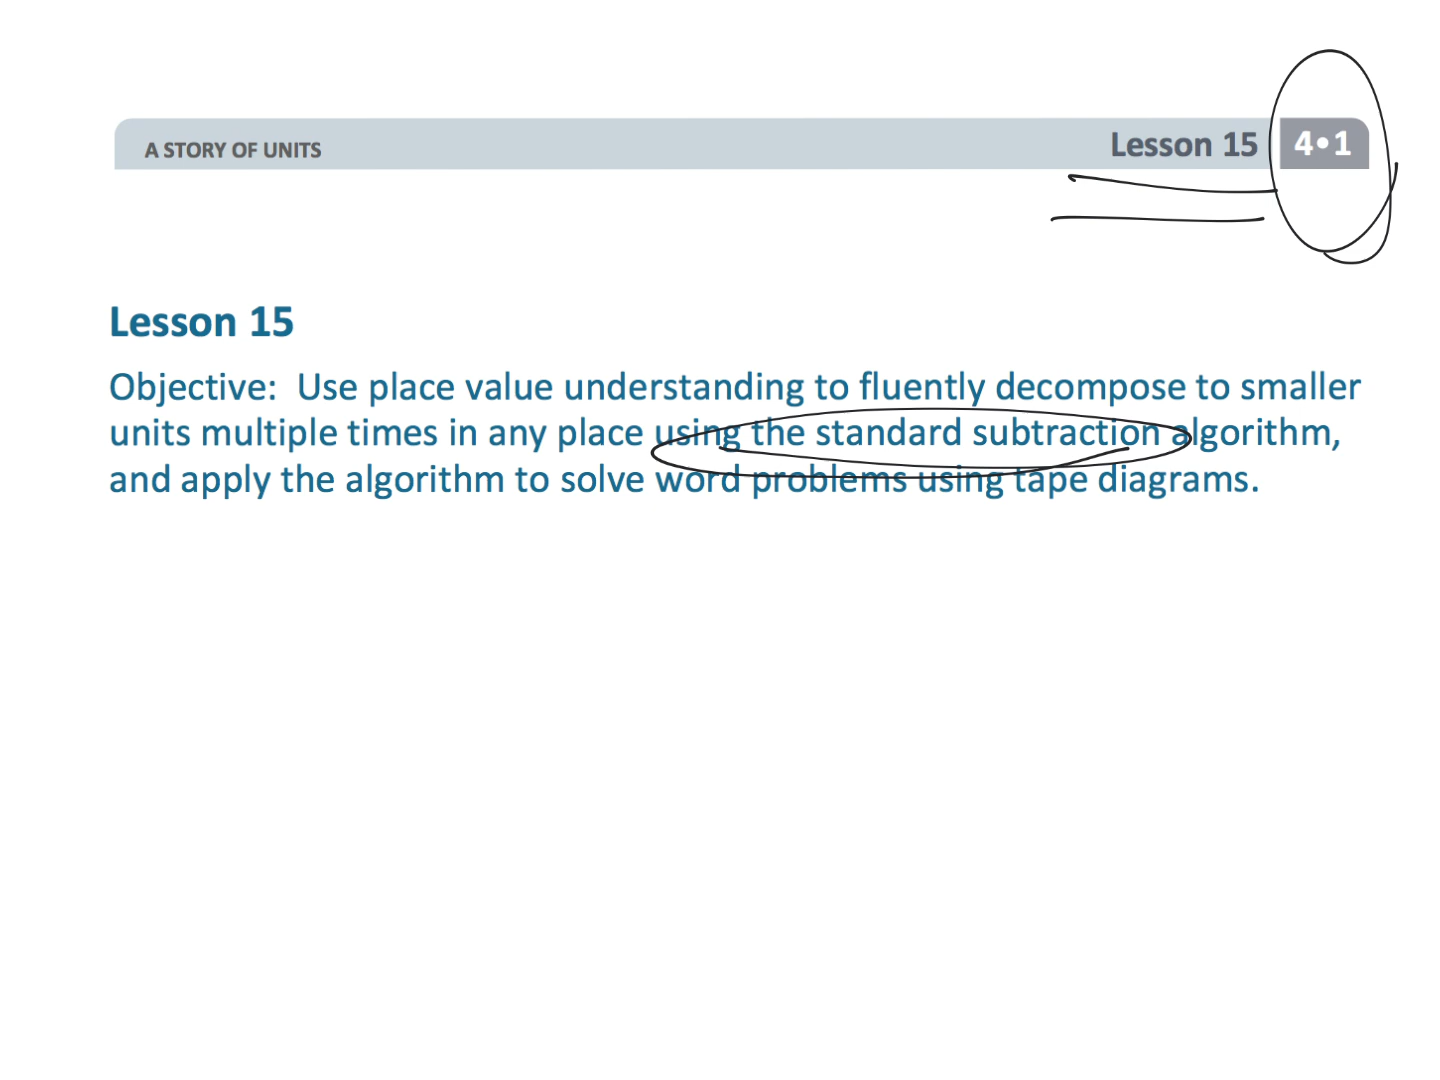 A STORY OF UNITS
Lesson 15 4•1
Lesson 15
Objective: Use place value understanding to fluently decompose to smaller
units multiple times in any place using the standard subtraction algorithm,
and apply the algorithm to solve word problems using tape diagrams.